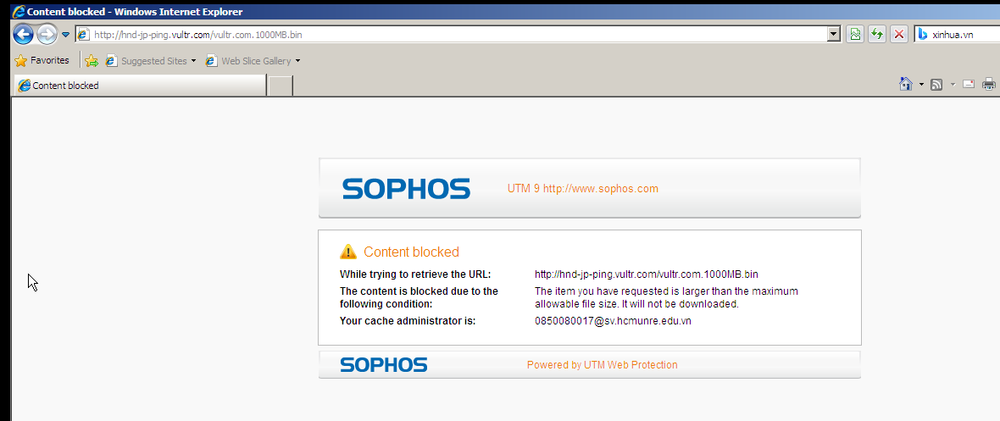 Content blocked - Windows Internet Explorer
http://hnd-jp-ping.vultr.com/vultr.com.1000MB.bin
xinhua.vn
Favorites
Suggested Sites
Web Slice Gallery
Content blocked
SOPHOS
UTM 9 http://www.sophos.com
Content blocked
While trying to retrieve the URL:
http://hnd-jp-ping.vultr.com/vultr.com.1000MB.bin
The content is blocked due to the
following condition:
The item you have requested is larger than the maximum
allowable file size. It will not be downloaded.
Your cache administrator is:
0850080017@sv.hcmunre.edu.vn
SOPHOS
Powered by UTM Web Protection